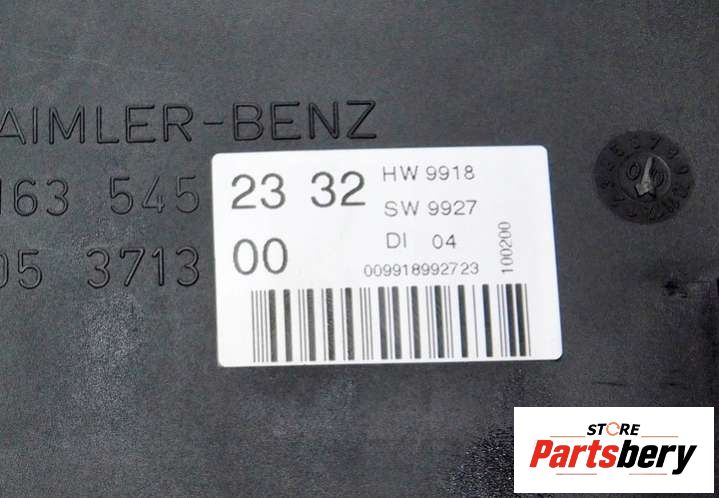 AIMLER-BENZ
163 545
05 3713
23 32
00
HW 9918
SW 9927
DI 04
009918992723
100200
STORE
Partsbery